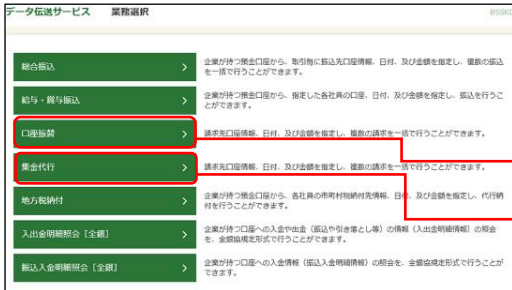 データ伝送サービス 業務選択
BSSK
総合振込
企業が持つ預金口座から、取引毎に振込先口座情報、日付、及び金額を指定し、複数の振込
を一括で行うことができます。
給与・賞与振込
企業が持つ預金口座から、指定した各社員の口座、日付、及び金額を指定し、振込を行うこ
とができます。
口座振替
請求先口座情報、日付、及び金額を指定し、複数の請求を一括で行うことができます。
集金代行
請求先口座情報、日付、及び金額を指定し、複数の請求を一括で行うことができます。
地方税納付
企業が持つ預金口座から、各社員の市町村税納付先情報、日付、及び金額を指定し、代行納
付を行うことができます。
入出金明細照会［全銀］
企業が持つ口座への入金や出金（振込や引き落とし等）の情報（入出金明細情報）の照会
を、全銀協規定形式で行うことができます。
振込入金明細照会［全銀］
企業が持つ口座への入金情報（振込入金明細情報）の照会を、全銀協規定形式で行うことが
できます。